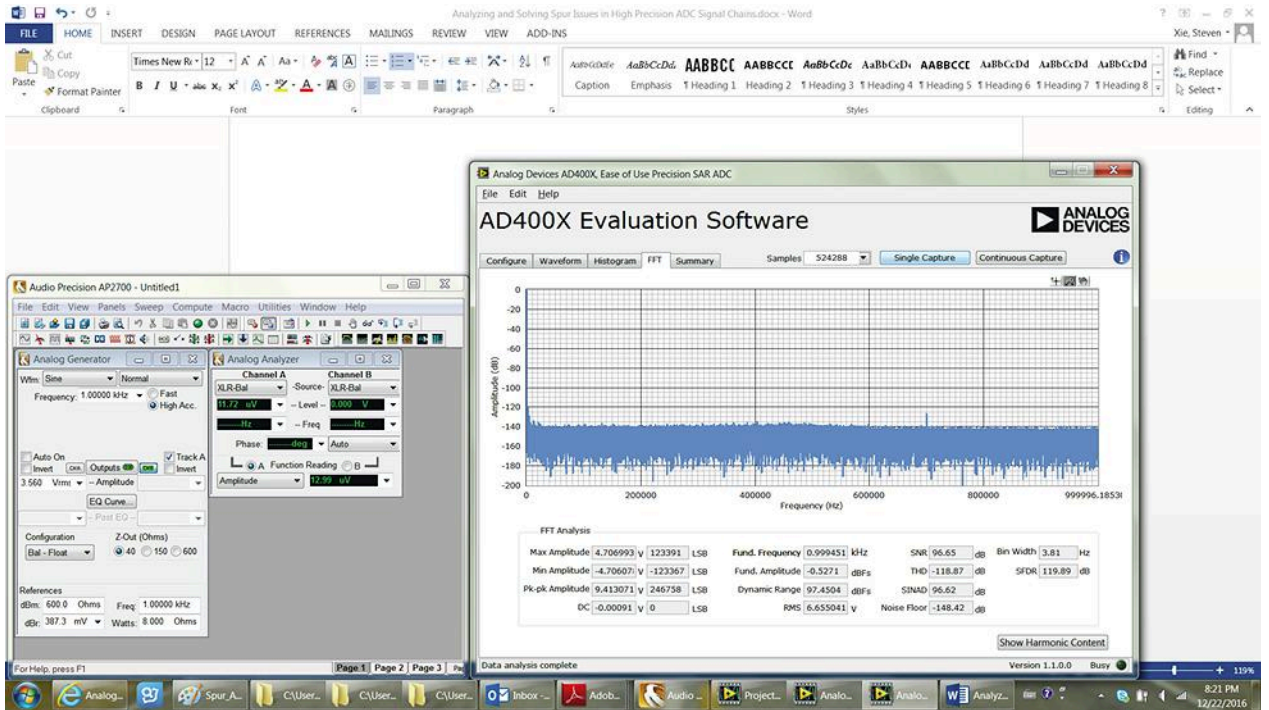 Analyzing and Solving Spur Issues in High Precision ADC Signal Chains.docx - Word
FILE HOME INSERT DESIGN PAGE LAYOUT REFERENCES MAILINGS REVIEW VIEW ADD-INS
Xie, Steven
Paste
Cut
Copy
Format Painter
Times New Ro 12
Clipboard Font Paragraph Styles Editing
Caption Emphasis ¶ Heading 1 Heading 2 ¶ Heading 3 ¶ Heading 4 ¶ Heading 5 ¶ Heading 6 ¶ Heading 7 ¶ Heading 8
Find
Replace
Select
Audio Precision AP2700 - Untitled1
File Edit View Panels Sweep Compute Macro Utilities Window Help
Analog Generator
Wfm: Sine Normal
Frequency: 1.00000 kHz
Fast
High Acc.
Auto On
Invert
Outputs
Track A
Invert
3.560 Vrms -- Amplitude
EQ Curve...
-- Post EQ --
Configuration Z-Out (Ohms)
Bal - Float 40 150 600
References
dBm: 600.0 Ohms Freq: 1.00000 kHz
dBr: 387.3 mV Watts: 8.000 Ohms
Analog Analyzer
Channel A Channel B
XLR-Bal -Source- XLR-Bal
11.72 uV -- Level -- 0.000 V
Hz -- Freq Hz
Phase: deg Auto
A Function Reading B
Amplitude 12.99 uV
For Help, press F1
Page 1 Page 2 Page 3
Analog Devices AD400X, Ease of Use Precision SAR ADC
File Edit Help
AD400X Evaluation Software
ANALOG
DEVICES
Configure Waveform Histogram FFT Summary
Samples 524288 Single Capture Continuous Capture
Amplitude (dB)
0
-20
-40
-60
-80
-100
-120
-140
-160
-180
-200
0 200000 400000 600000 800000 999996.1853
Frequency (Hz)
FFT Analysis
Max Amplitude 4.706993 V 123391 LSB
Min Amplitude -4.70607 V -123367 LSB
Pk-pk Amplitude 9.413071 V 246758 LSB
DC -0.00091 V 0 LSB
Fund. Frequency 0.999451 kHz
Fund. Amplitude -0.5271 dBFs
Dynamic Range 97.4504 dBFs
RMS 6.655041 V
SNR 96.65 dB
THD -118.87 dB
SINAD 96.62 dB
Noise Floor -148.42 dB
Bin Width 3.81 Hz
SFDR 119.89 dB
Show Harmonic Content
Data analysis complete
Version 1.1.0.0 Busy
119%
Analog... Spur_A... C:\User... C:\User... C:\User... Inbox -... Adob... Audio ... Project... Analo... Analo... Analyz...
8:21 PM
12/22/2016